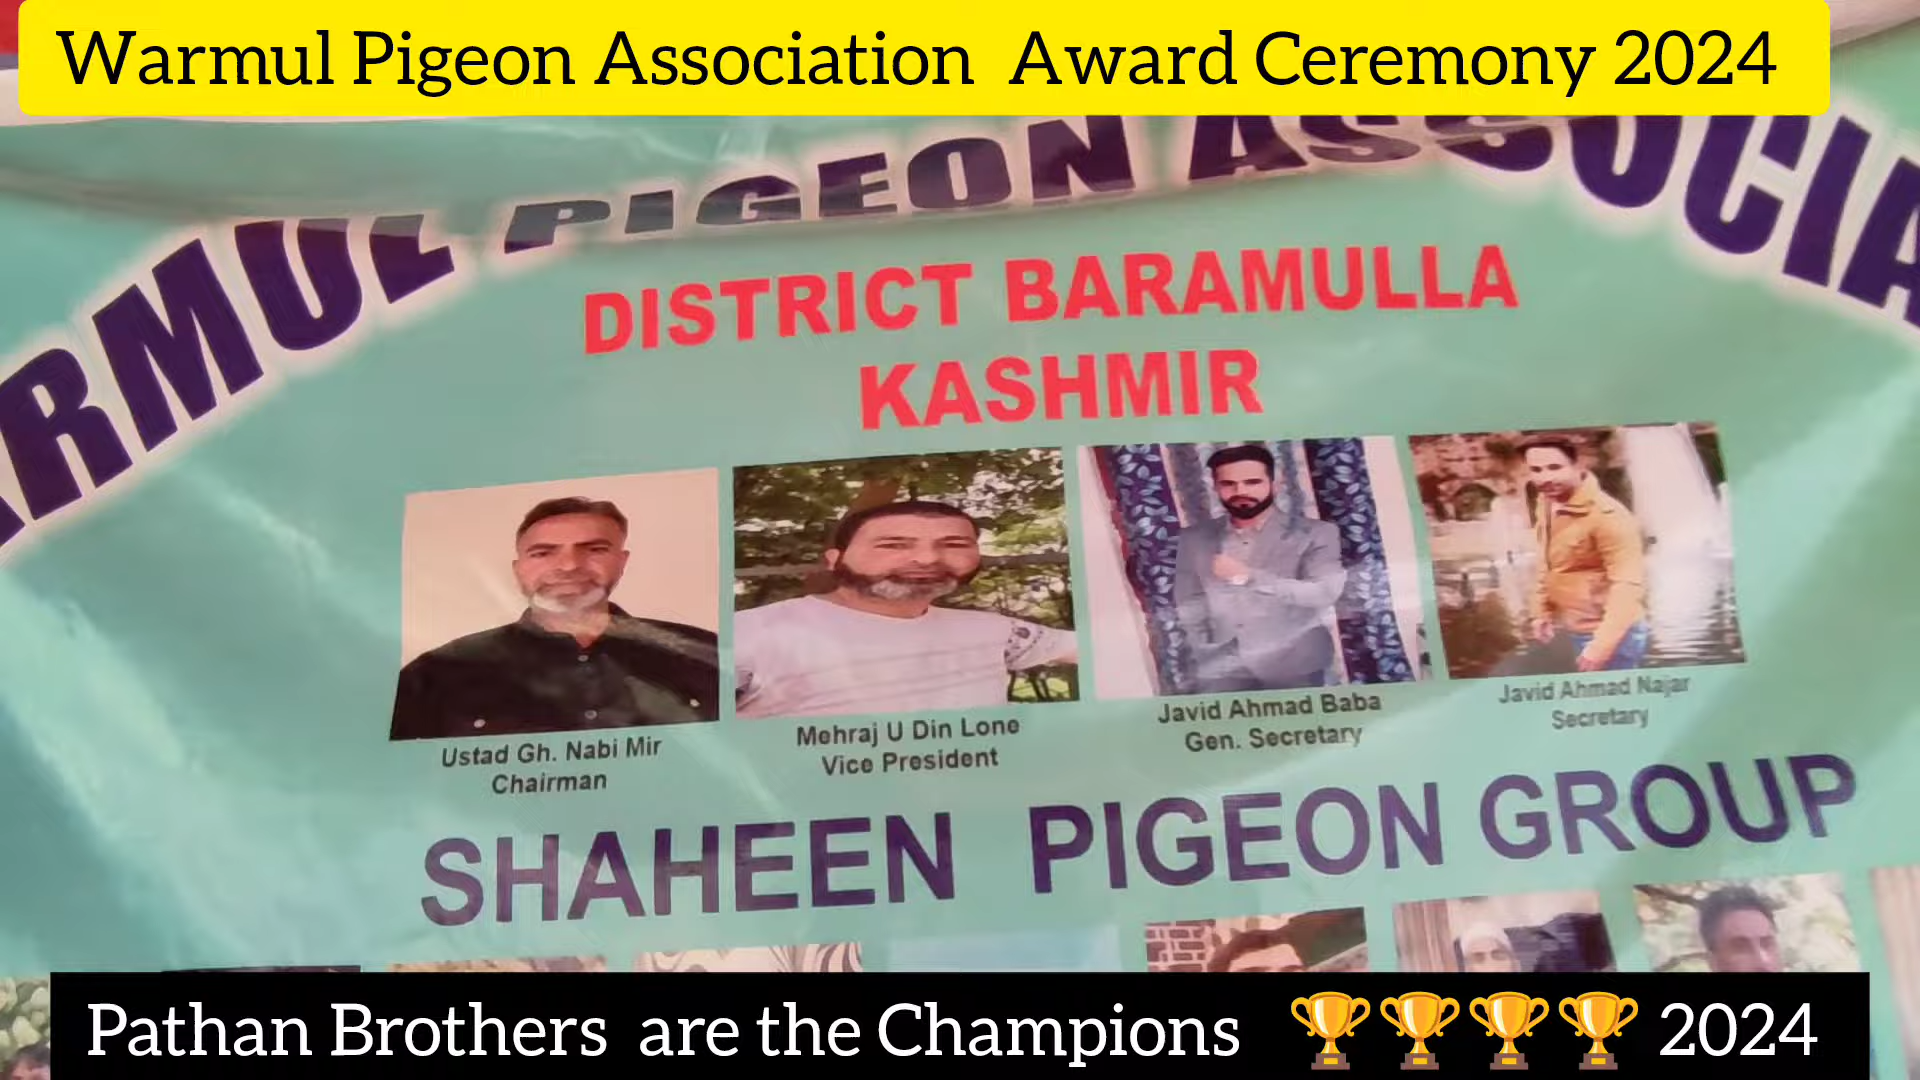 Warmul Pigeon Association Award Ceremony 2024
ARMUL PIGEON ASSOCIA
DISTRICT BARAMULLA
KASHMIR
Ustad Gh. Nabi Mir
Chairman
Mehraj U Din Lone
Vice President
Javid Ahmad Baba
Gen. Secretary
Javid Ahmad Najar
Secretary
SHAHEEN PIGEON GROUP
Pathan Brothers are the Champions 🏆🏆🏆🏆 2024